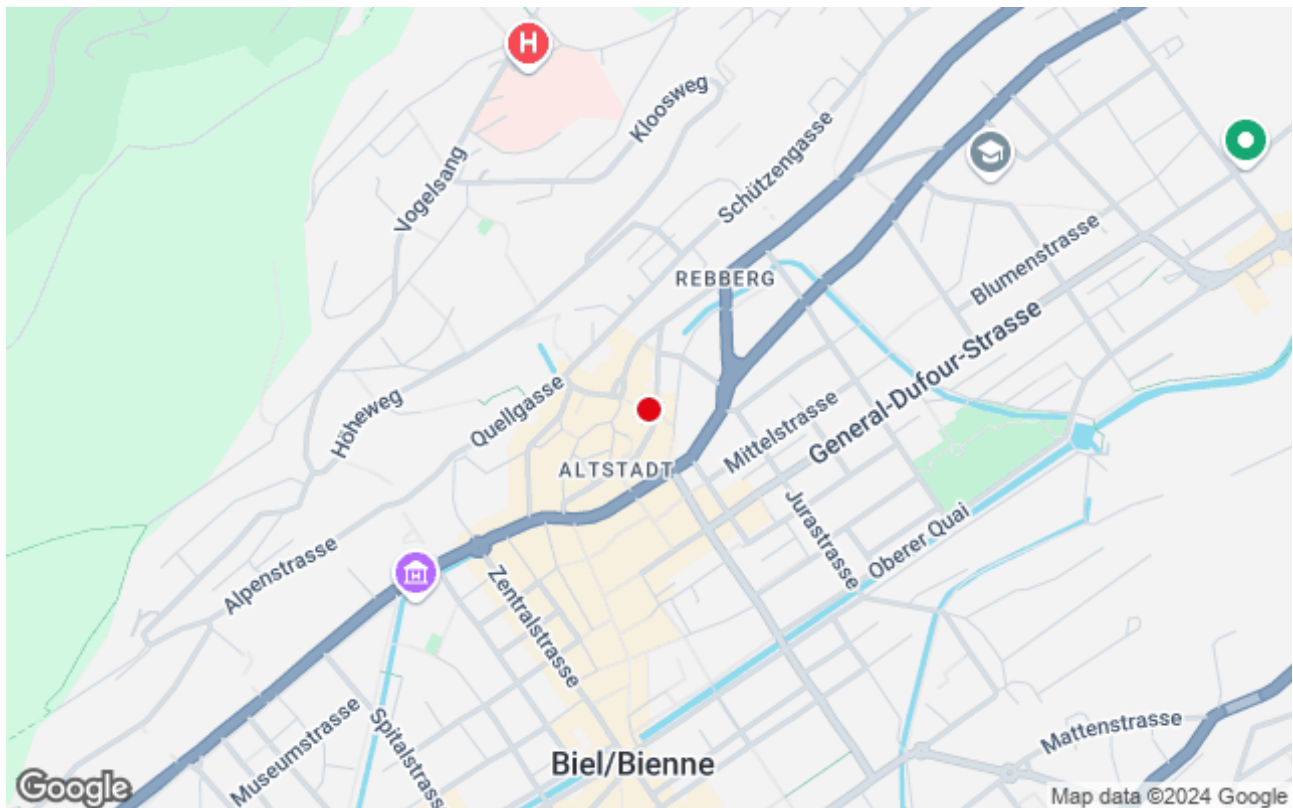 H
Kloosweg
Vogelsang
Schützengasse
REBBERG
Blumenstrasse
General-Dufour-Strasse
Höheweg
Quellgasse
Mittelstrasse
ALTSTADT
Jurastrasse
Oberer Quai
Alpenstrasse
Zentralstrasse
Museumstrasse
Spitalstrasse
Mattenstrasse
Biel/Bienne
Google
Map data ©2024 Google